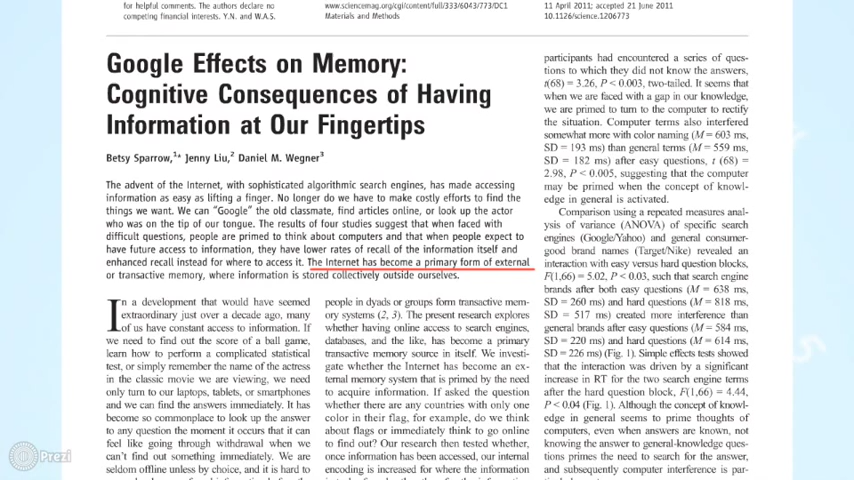 for helpful comments. The authors declare no
competing financial interests. Y.N. and W.A.S.
www.sciencemag.org/cgi/content/full/333/6043/773/DC1
Materials and Methods
11 April 2011; accepted 21 June 2011
10.1126/science.1206773
Google Effects on Memory:
Cognitive Consequences of Having
Information at Our Fingertips
Betsy Sparrow,1* Jenny Liu,2 Daniel M. Wegner3
The advent of the Internet, with sophisticated algorithmic search engines, has made accessing
information as easy as lifting a finger. No longer do we have to make costly efforts to find the
things we want. We can “Google” the old classmate, find articles online, or look up the actor
who was on the tip of our tongue. The results of four studies suggest that when faced with
difficult questions, people are primed to think about computers and that when people expect to
have future access to information, they have lower rates of recall of the information itself and
enhanced recall instead for where to access it. The Internet has become a primary form of external
or transactive memory, where information is stored collectively outside ourselves.
In a development that would have seemed
extraordinary just over a decade ago, many
of us have constant access to information. If
we need to find out the score of a ball game,
learn how to perform a complicated statistical
test, or simply remember the name of the actress
in the classic movie we are viewing, we need
only turn to our laptops, tablets, or smartphones
and we can find the answers immediately. It has
become so commonplace to look up the answer
to any question the moment it occurs that it can
feel like going through withdrawal when we
can't find out something immediately. We are
seldom offline unless by choice, and it is hard to
people in dyads or groups form transactive mem-
ory systems (2, 3). The present research explores
whether having online access to search engines,
databases, and the like, has become a primary
transactive memory source in itself. We investi-
gate whether the Internet has become an ex-
ternal memory system that is primed by the need
to acquire information. If asked the question
whether there are any countries with only one
color in their flag, for example, do we think
about flags or immediately think to go online
to find out? Our research then tested whether,
once information has been accessed, our internal
encoding is increased for where the information
participants had encountered a series of ques-
tions to which they did not know the answers,
t(68) = 3.26, P < 0.003, two-tailed. It seems that
when we are faced with a gap in our knowledge,
we are primed to turn to the computer to rectify
the situation. Computer terms also interfered
somewhat more with color naming (M = 603 ms,
SD = 193 ms) than general terms (M = 559 ms,
SD = 182 ms) after easy questions, t (68) =
2.98, P < 0.005, suggesting that the computer
may be primed when the concept of knowl-
edge in general is activated.
Comparison using a repeated measures anal-
ysis of variance (ANOVA) of specific search
engines (Google/Yahoo) and general consumer-
good brands (Target/Nike) revealed an
interaction with easy versus hard question blocks,
F(1,66) = 5.02, P < 0.03, such that search engine
brands after both easy questions (M = 638 ms,
SD = 260 ms) and hard questions (M = 818 ms,
SD = 517 ms) created more interference than
general brands after easy questions (M = 584 ms,
SD = 220 ms) and hard questions (M = 614 ms,
SD = 226 ms) (Fig. 1). Simple effects tests showed
that the interaction was driven by a significant
increase in RT for the two search engine terms
after the hard question block, F(1,66) = 4.44,
P < 0.04 (Fig. 1). Although the concept of knowl-
edge in general seems to prime thoughts of
computers, even when answers are known, not
knowing the answer to general-knowledge ques-
tions primes the need to search for the answer,
and subsequently computer interference is par-
Prezi